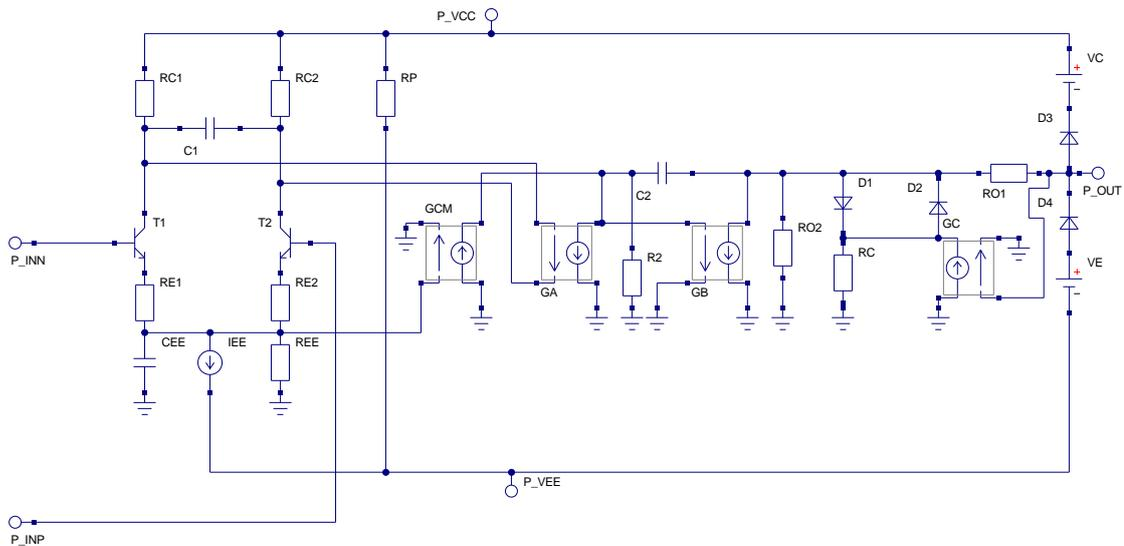 P_VCC
VC
+
-
RC1
RC2
RP
D3
C1
D1
D2
RO1
P_OUT
D4
C2
GCM
T1
T2
GC
RO2
P_INN
R2
RC
RE1
RE2
GA
GB
VE
+
-
CEE
IEE
REE
P_VEE
P_INP